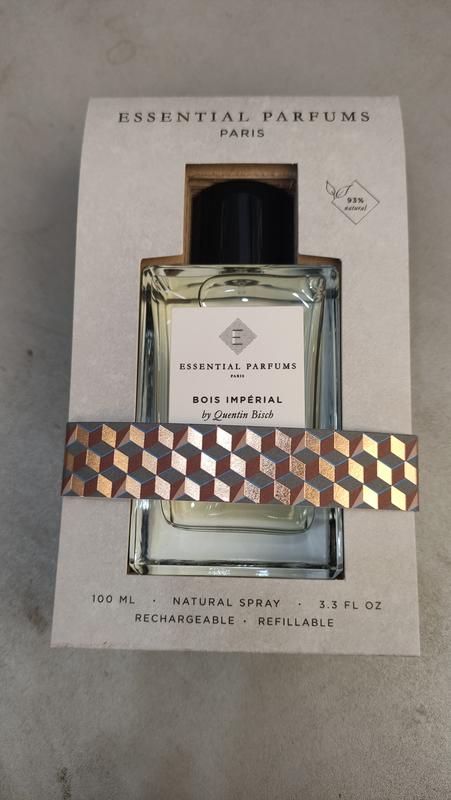 ESSENTIAL PARFUMS
PARIS
93%
natural
E
ESSENTIAL PARFUMS
PARIS
BOIS IMPÉRIAL
by Quentin Bisch
100 ML · NATURAL SPRAY · 3.3 FL OZ
RECHARGEABLE · REFILLABLE